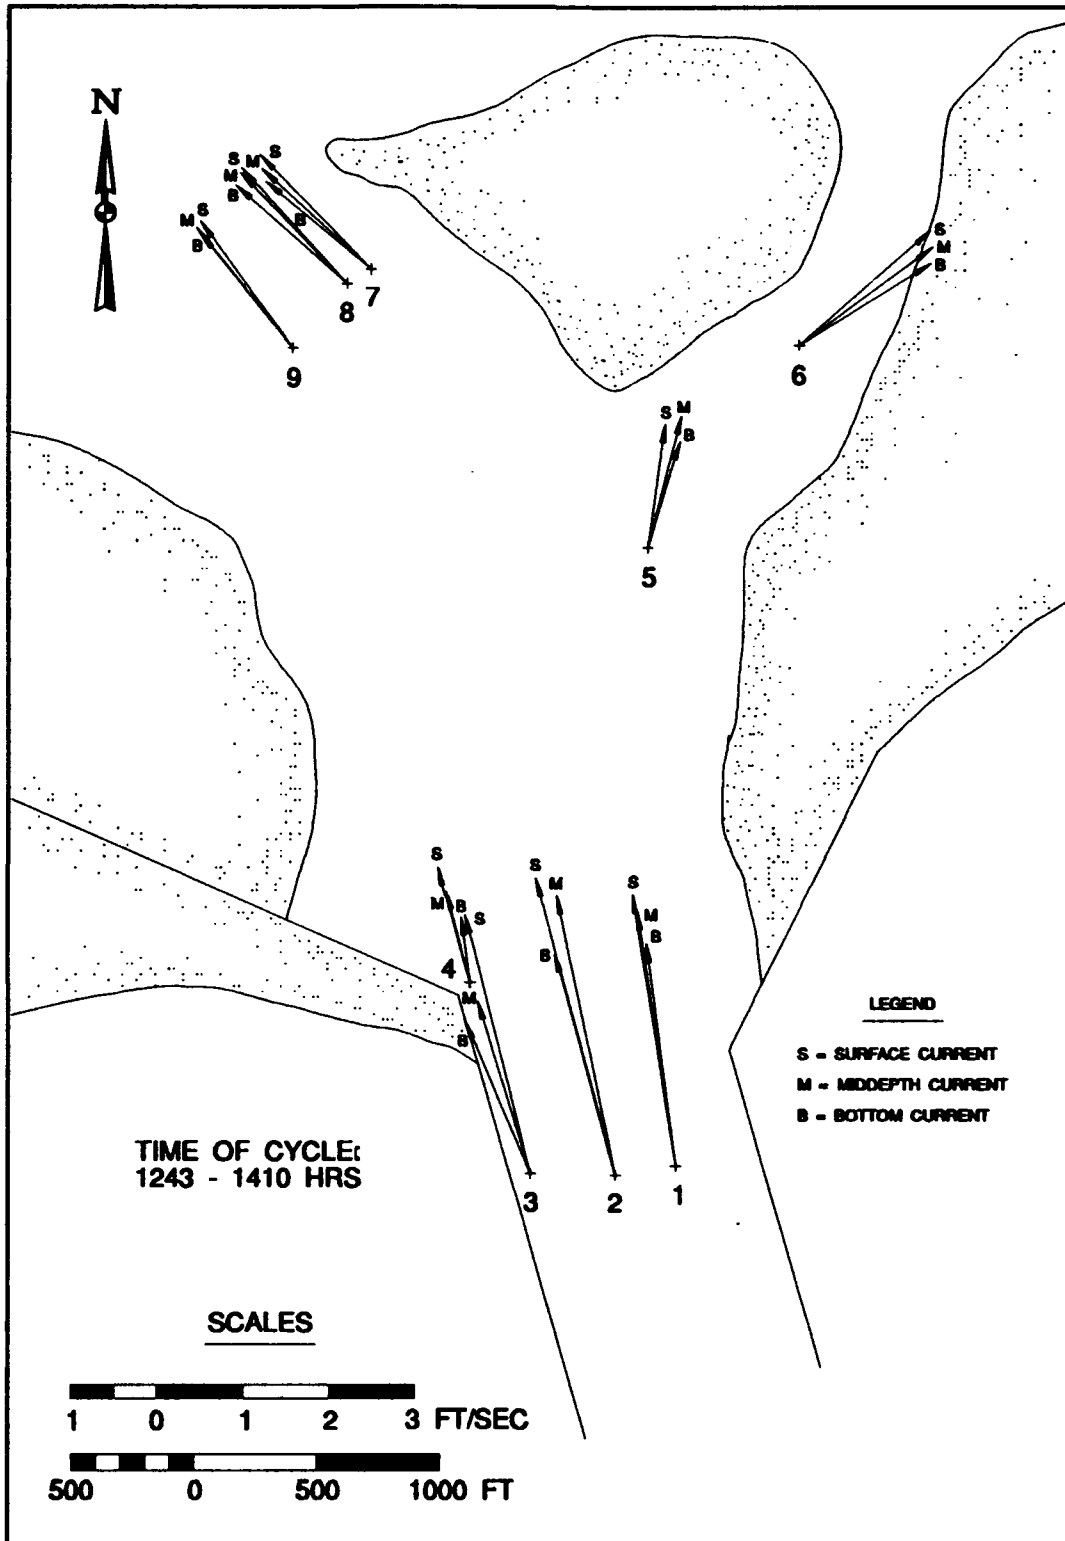 N
S
M
S
M
S
M
B
B
S
M
B
7
8
9
S
M
B
6
S
M
B
5
S
M
B
S
4
M
B
S
M
B
S
M
B
3
2
1
LEGEND
S = SURFACE CURRENT
M = MIDDEPTH CURRENT
B = BOTTOM CURRENT
TIME OF CYCLE:
1243 - 1410 HRS
SCALES
1 0 1 2 3 FT/SEC
500 0 500 1000 FT